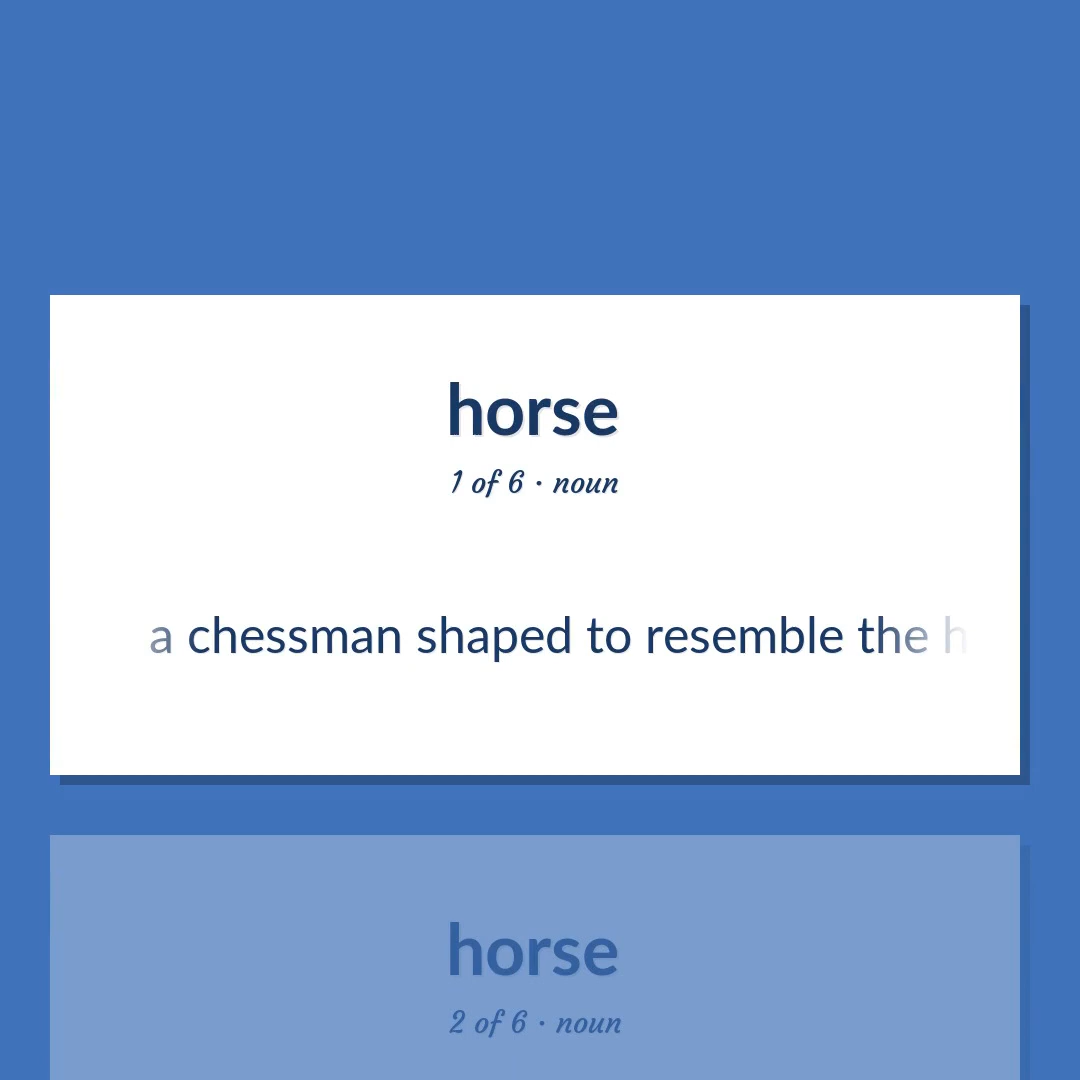 horse
1 of 6 · noun
a chessman shaped to resemble the h
horse
2 of 6 · noun